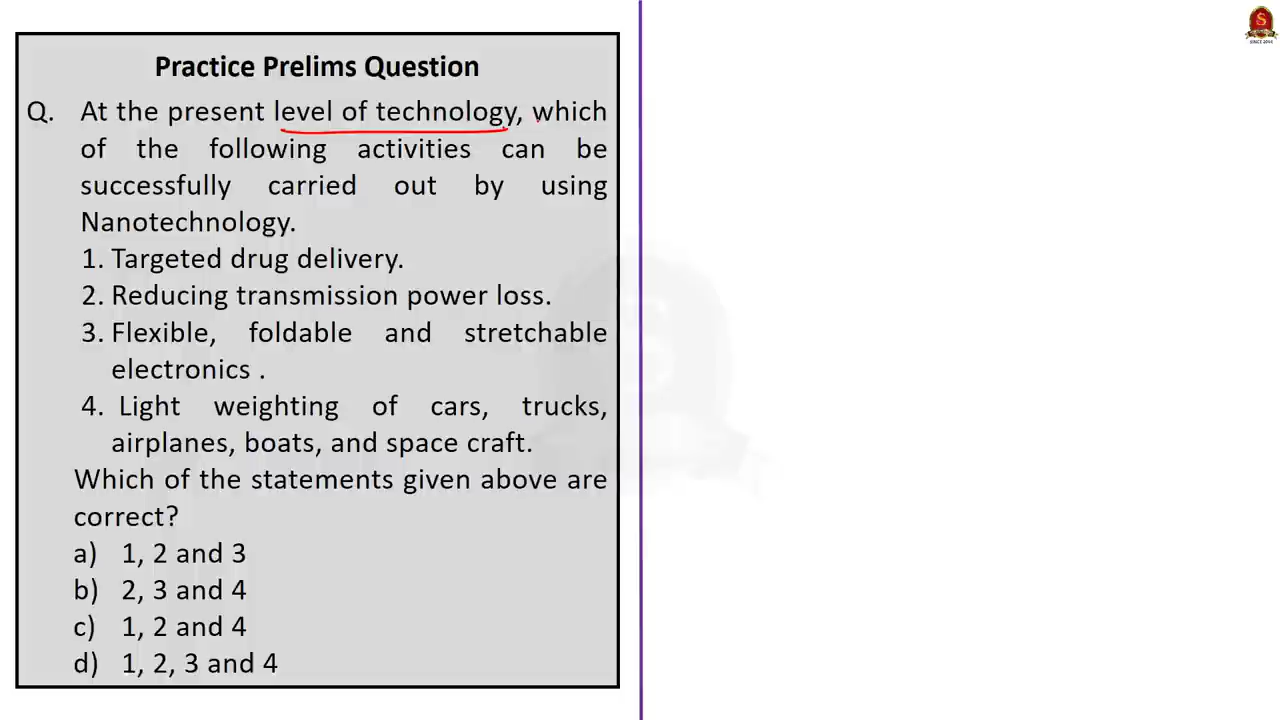 Practice Prelims Question
Q. At the present level of technology, which
of the following activities can be
successfully carried out by using
Nanotechnology.
1. Targeted drug delivery.
2. Reducing transmission power loss.
3. Flexible, foldable and stretchable
electronics .
4. Light weighting of cars, trucks,
airplanes, boats, and space craft.
Which of the statements given above are
correct?
a) 1, 2 and 3
b) 2, 3 and 4
c) 1, 2 and 4
d) 1, 2, 3 and 4
S
SINCE 2004